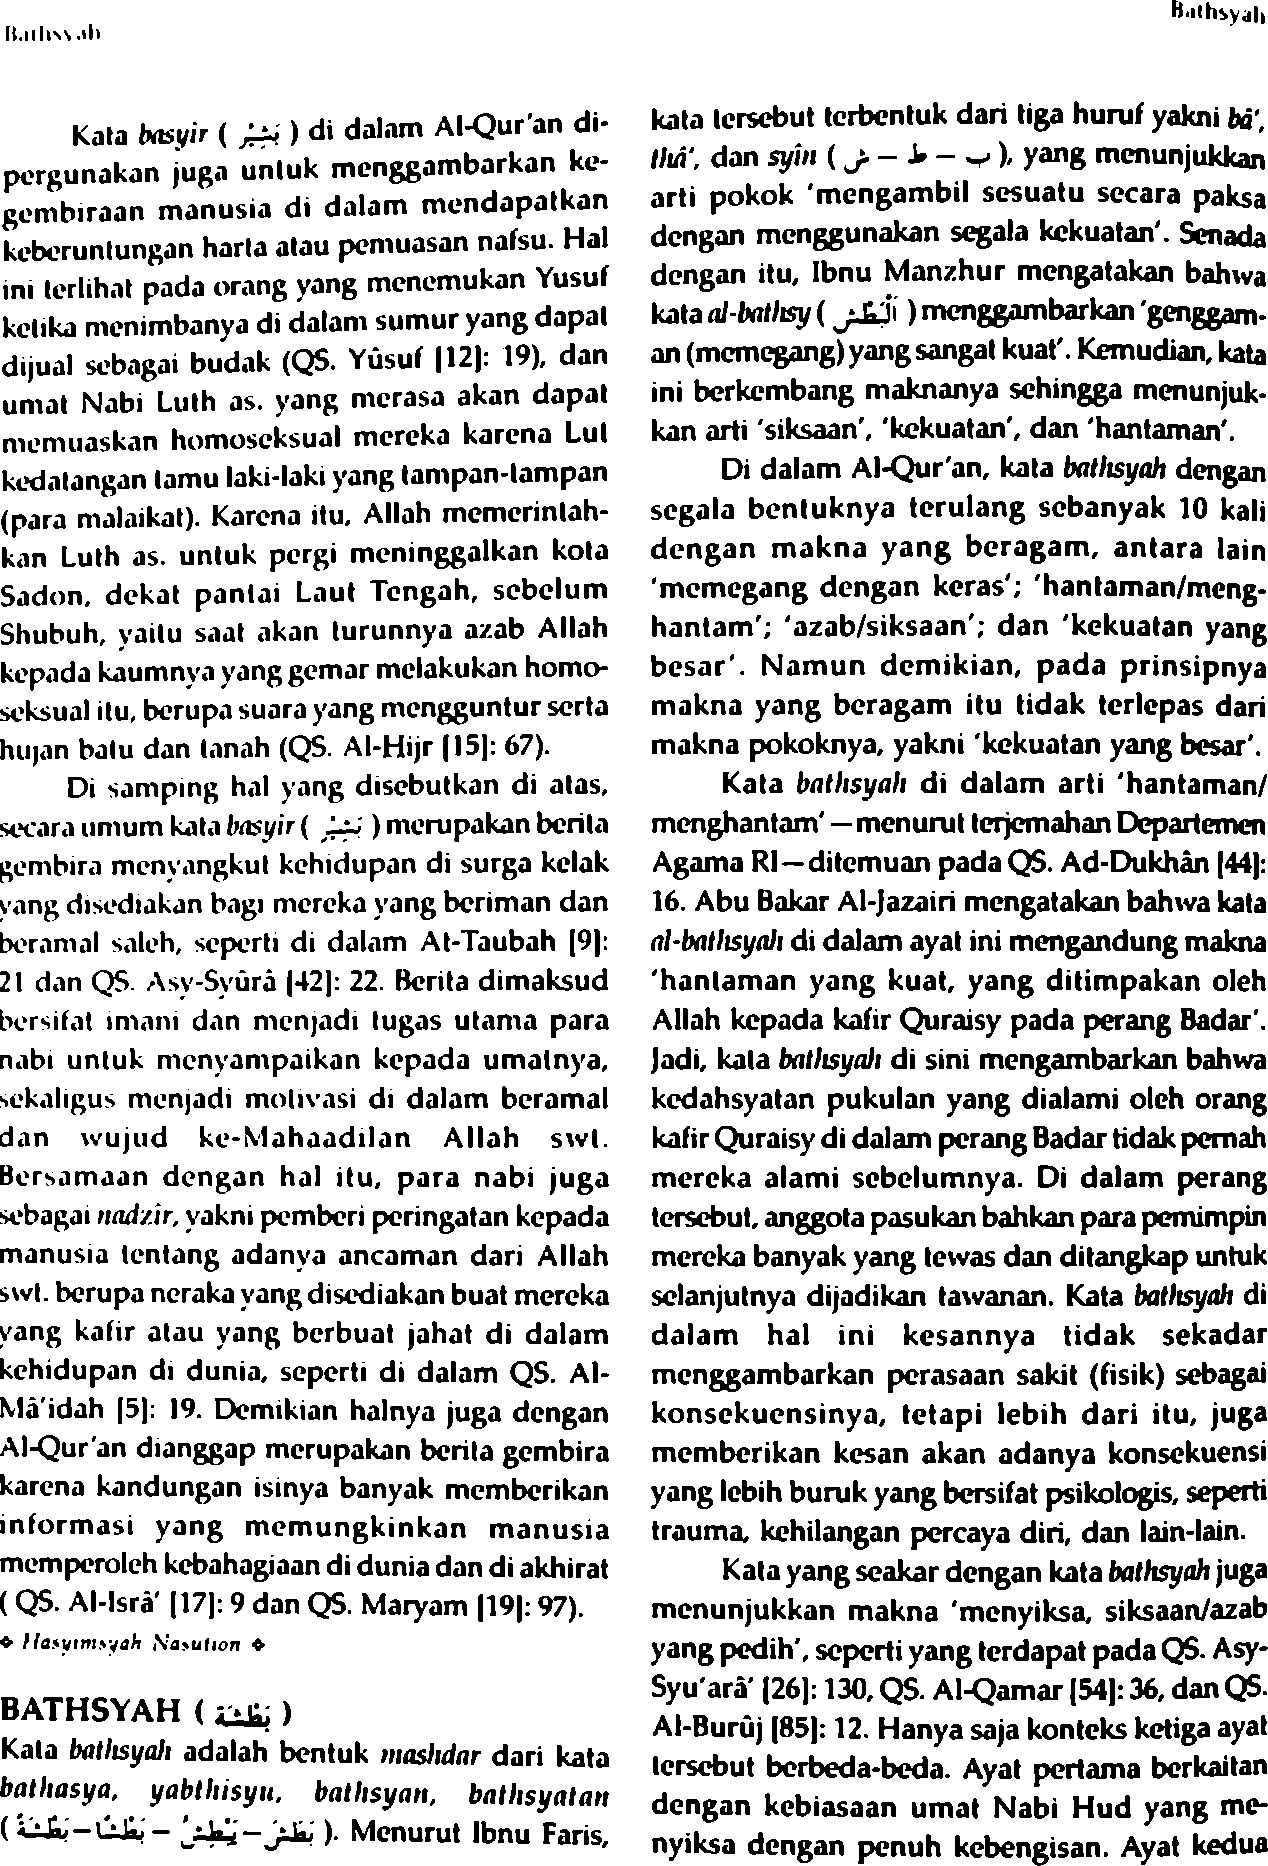 Bathsyah
Bathsyah
Kata basyîr ( بَشِيْر ) di dalam Al-Qur'an di-
pergunakan juga untuk menggambarkan ke-
gembiraan manusia di dalam mendapatkan
keberuntungan harta atau pemuasan nafsu. Hal
ini terlihat pada orang yang menemukan Yusuf
ketika menimbanya di dalam sumur yang dapat
dijual sebagai budak (QS. Yûsuf [12]: 19), dan
umat Nabi Luth as. yang merasa akan dapat
memuaskan homoseksual mereka karena Lut
kedatangan tamu laki-laki yang tampan-tampan
(para malaikat). Karena itu, Allah memerintah-
kan Luth as. untuk pergi meninggalkan kota
Sadon, dekat pantai Laut Tengah, sebelum
Shubuh, yaitu saat akan turunnya azab Allah
kepada kaumnya yang gemar melakukan homo-
seksual itu, berupa suara yang mengguntur serta
hujan batu dan tanah (QS. Al-Hijr [15]: 67).
Di samping hal yang disebutkan di atas,
secara umum kata basyîr ( بَشِيْر ) merupakan berita
gembira menyangkut kehidupan di surga kelak
yang disediakan bagi mereka yang beriman dan
beramal saleh, seperti di dalam At-Taubah [9]:
21 dan QS. Asy-Syûrâ [42]: 22. Berita dimaksud
bersifat imani dan menjadi tugas utama para
nabi untuk menyampaikan kepada umatnya,
sekaligus menjadi motivasi di dalam beramal
dan wujud ke-Mahaadilan Allah swt.
Bersamaan dengan hal itu, para nabi juga
sebagai nadzîr, yakni pemberi peringatan kepada
manusia tentang adanya ancaman dari Allah
swt. berupa neraka yang disediakan buat mereka
yang kafir atau yang berbuat jahat di dalam
kehidupan di dunia, seperti di dalam QS. Al-
Mâ'idah [5]: 19. Demikian halnya juga dengan
Al-Qur'an dianggap merupakan berita gembira
karena kandungan isinya banyak memberikan
informasi yang memungkinkan manusia
memperoleh kebahagiaan di dunia dan di akhirat
( QS. Al-Isrâ' [17]: 9 dan QS. Maryam [19]: 97).
❖ Hasyimsyah Nasution ❖
BATHSYAH ( بَطْشَة )
Kata bathsyah adalah bentuk mashdar dari kata
bathasya, yabthisyu, bathsyan, bathsyatan
( بَطَشَ – يَبْطِشُ – بَطْشًا – بَطْشَةً ). Menurut Ibnu Faris,
kata tersebut terbentuk dari tiga huruf yakni bâ',
thâ', dan syîn ( ب – ط – ش ), yang menunjukkan
arti pokok 'mengambil sesuatu secara paksa
dengan menggunakan segala kekuatan'. Senada
dengan itu, Ibnu Manzhur mengatakan bahwa
kata al-bathsy ( اَلْبَطْش ) menggambarkan 'genggam-
an (memegang) yang sangat kuat'. Kemudian, kata
ini berkembang maknanya sehingga menunjuk-
kan arti 'siksaan', 'kekuatan', dan 'hantaman'.
Di dalam Al-Qur'an, kata bathsyah dengan
segala bentuknya terulang sebanyak 10 kali
dengan makna yang beragam, antara lain
'memegang dengan keras'; 'hantaman/meng-
hantam'; 'azab/siksaan'; dan 'kekuatan yang
besar'. Namun demikian, pada prinsipnya
makna yang beragam itu tidak terlepas dari
makna pokoknya, yakni 'kekuatan yang besar'.
Kata bathsyah di dalam arti 'hantaman/
menghantam' —menurut terjemahan Departemen
Agama RI—ditemuan pada QS. Ad-Dukhân [44]:
16. Abu Bakar Al-Jazairi mengatakan bahwa kata
al-bathsyah di dalam ayat ini mengandung makna
'hantaman yang kuat, yang ditimpakan oleh
Allah kepada kafir Quraisy pada perang Badar'.
Jadi, kata bathsyah di sini mengambarkan bahwa
kedahsyatan pukulan yang dialami oleh orang
kafir Quraisy di dalam perang Badar tidak pernah
mereka alami sebelumnya. Di dalam perang
tersebut, anggota pasukan bahkan para pemimpin
mereka banyak yang tewas dan ditangkap untuk
selanjutnya dijadikan tawanan. Kata bathsyah di
dalam hal ini kesannya tidak sekadar
menggambarkan perasaan sakit (fisik) sebagai
konsekuensinya, tetapi lebih dari itu, juga
memberikan kesan akan adanya konsekuensi
yang lebih buruk yang bersifat psikologis, seperti
trauma, kehilangan percaya diri, dan lain-lain.
Kata yang seakar dengan kata bathsyah juga
menunjukkan makna 'menyiksa, siksaan/azab
yang pedih', seperti yang terdapat pada QS. Asy-
Syu'arâ' [26]: 130, QS. Al-Qamar [54]: 36, dan QS.
Al-Burûj [85]: 12. Hanya saja konteks ketiga ayat
tersebut berbeda-beda. Ayat pertama berkaitan
dengan kebiasaan umat Nabi Hud yang me-
nyiksa dengan penuh kebengisan. Ayat kedua